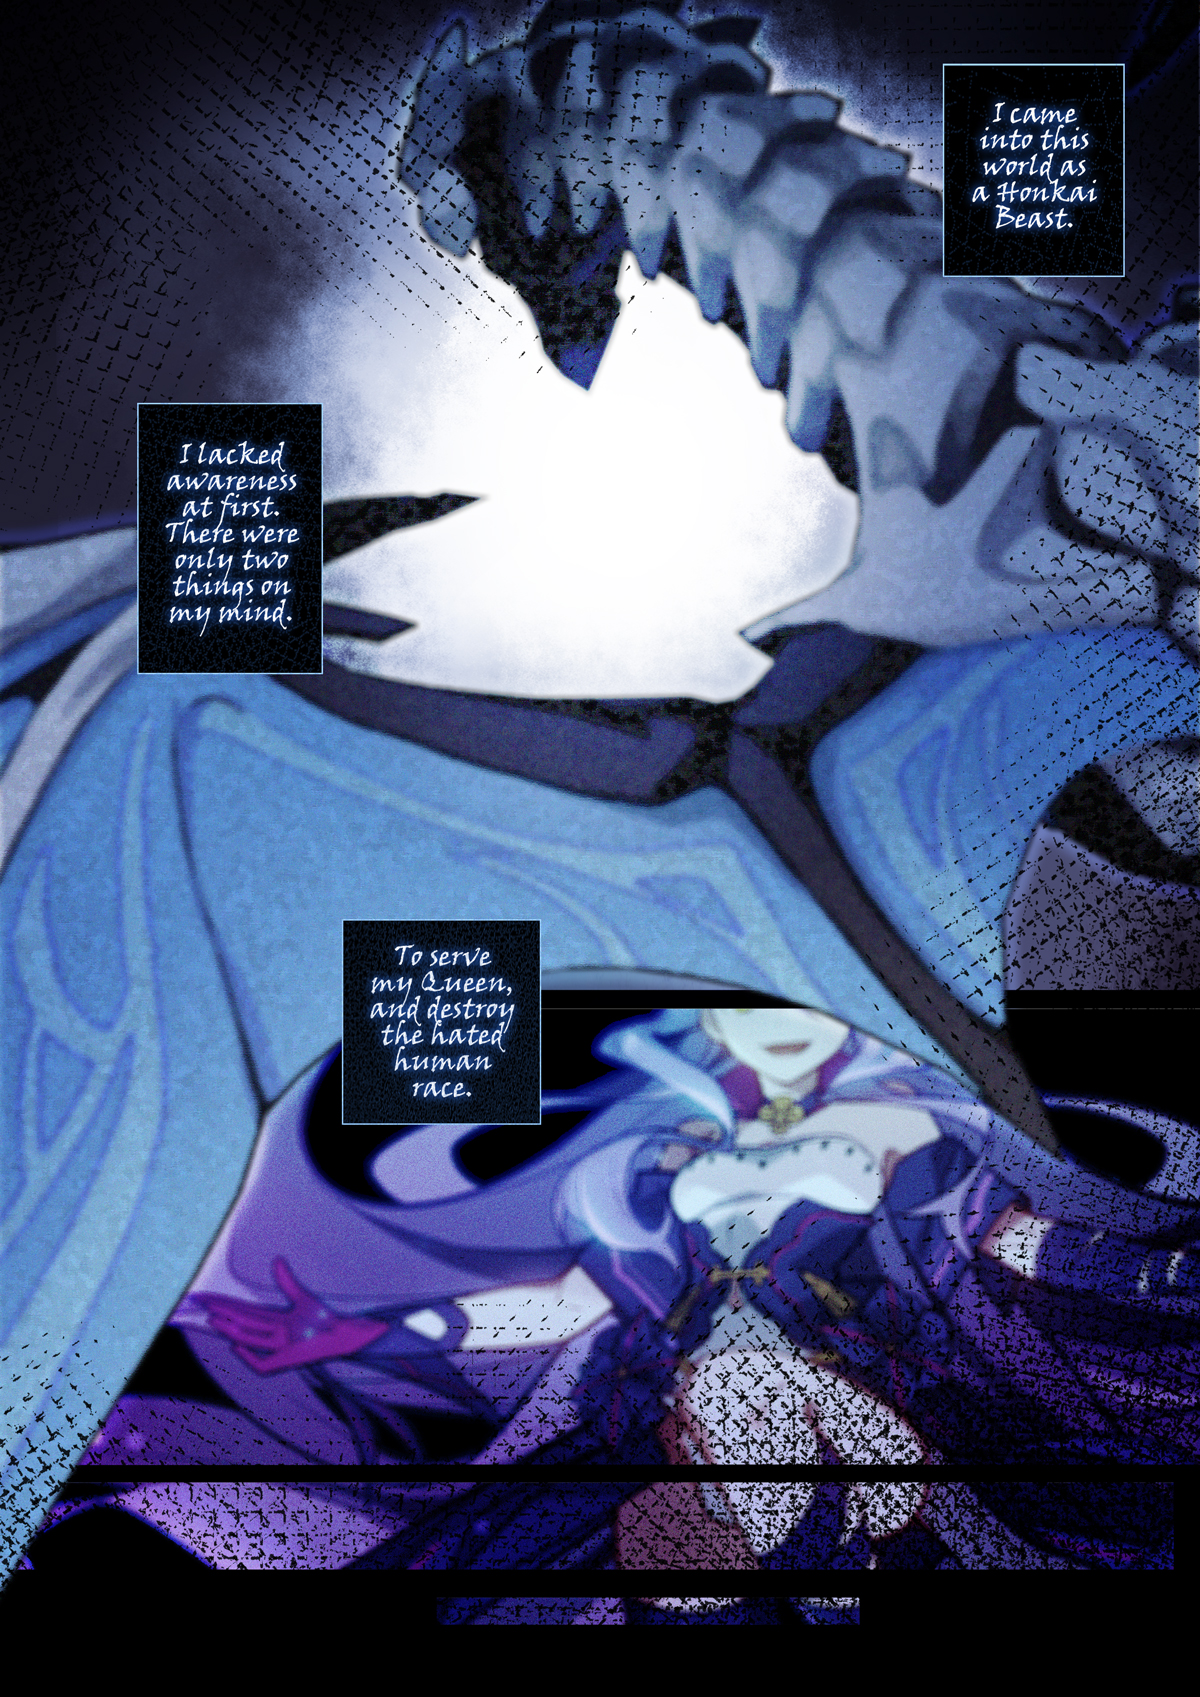 I came
into this
world as
a Honkai
Beast.
I lacked
awareness
at first.
There were
only two
things on
my mind.
To serve
my Queen,
and destroy
the hated
human
race.